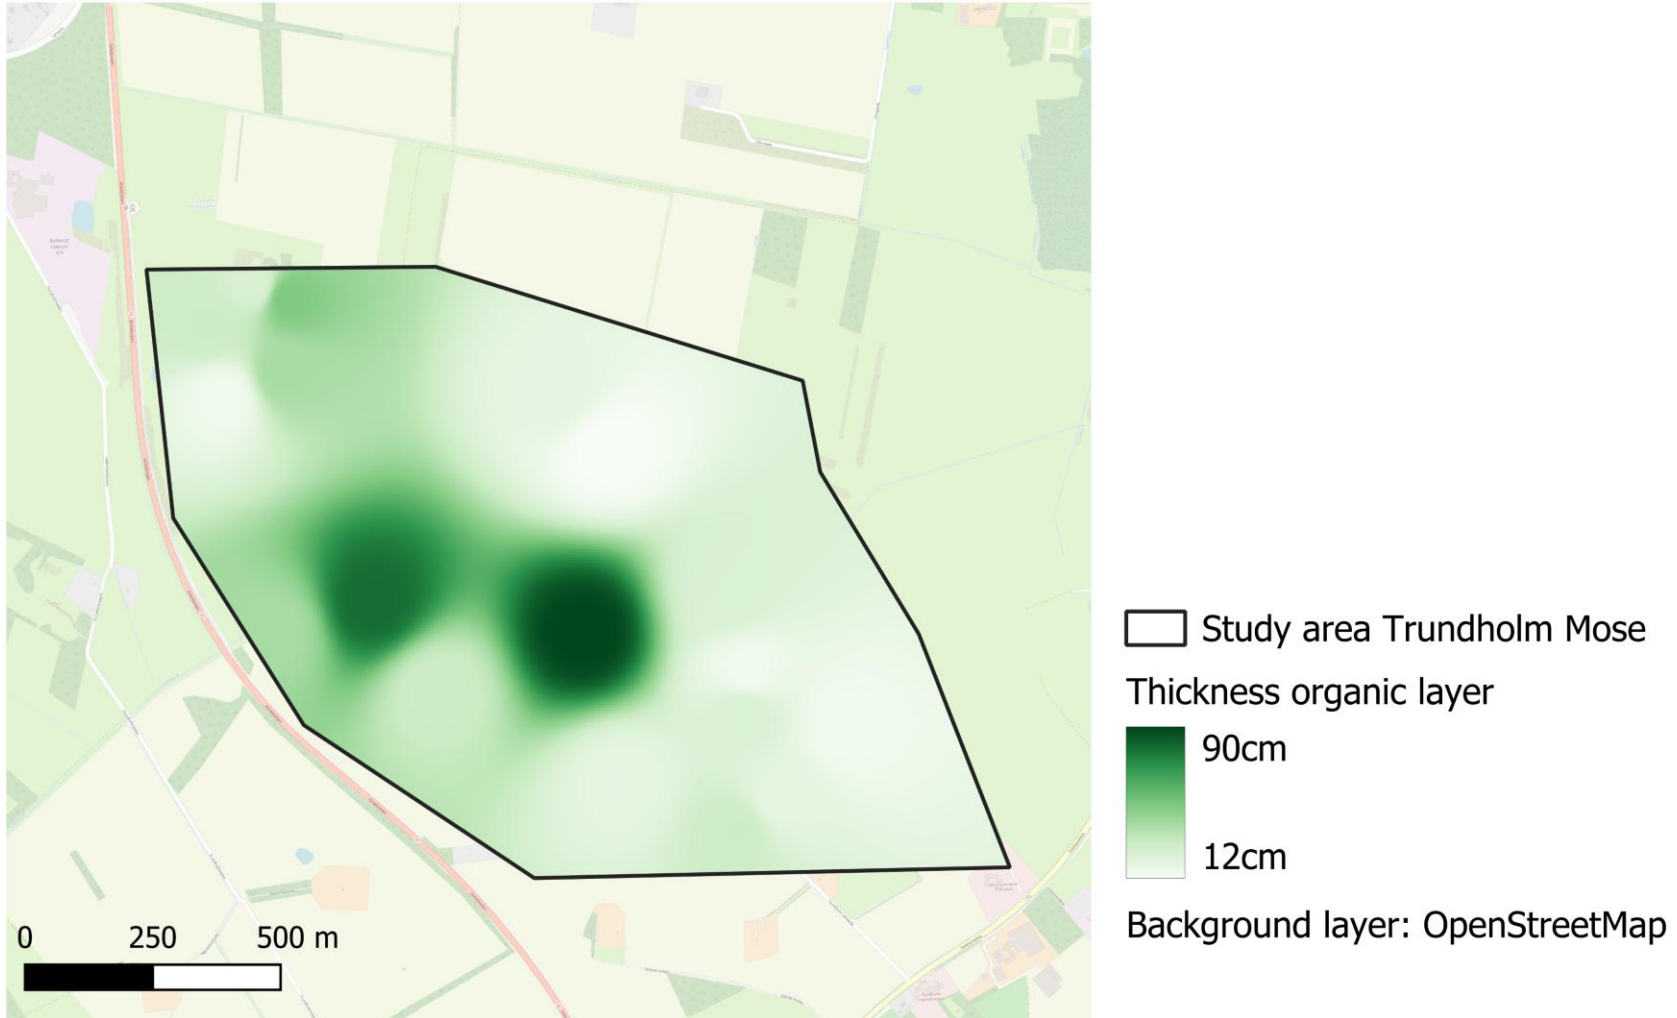 Study area Trundholm Mose
Thickness organic layer
90cm
12cm
Background layer: OpenStreetMap
0 250 500 m